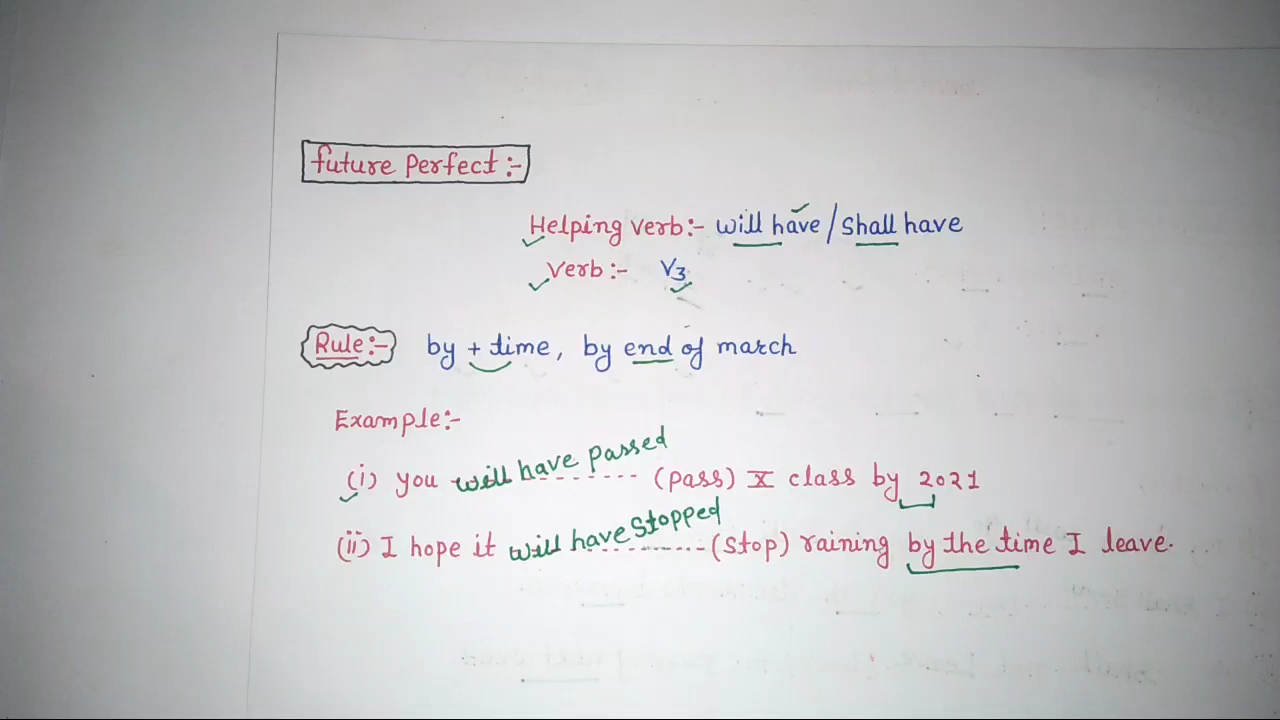 future Perfect :-
Helping verb:- will have / Shall have
Verb :- V3
Rule:- by + time, by end of march
Example:-
(i) you will have passed (pass) X class by 2021
(ii) I hope it will have stopped (stop) raining by the time I leave.